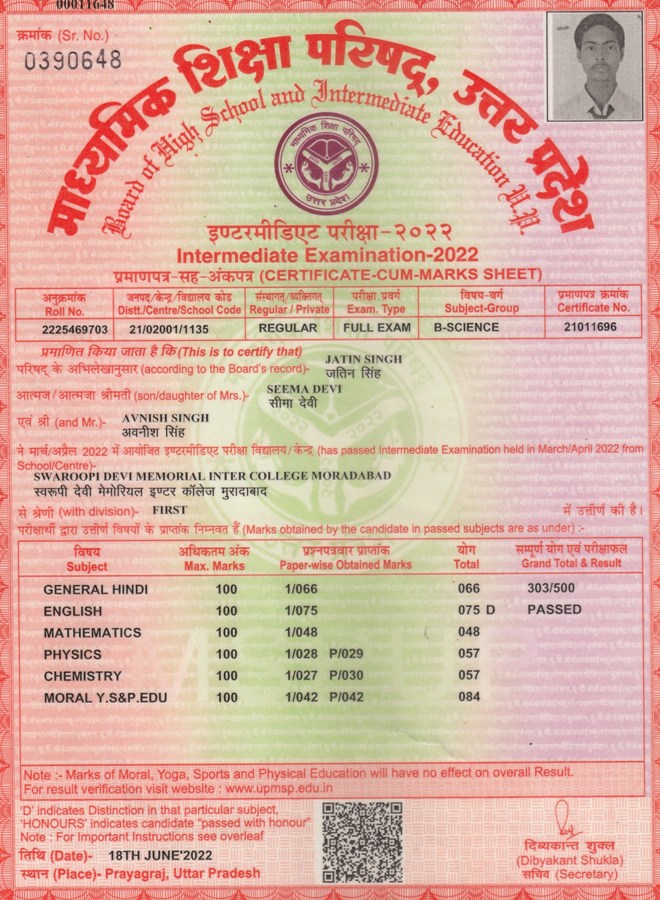 00011648
क्रमांक (Sr. No.)
0390648
माध्यमिक शिक्षा परिषद्, उत्तर प्रदेश
Board of High School and Intermediate Education U.P.
माध्यमिक शिक्षा परिषद्
उत्तर प्रदेश
इण्टरमीडिएट परीक्षा-२०२२
Intermediate Examination-2022
प्रमाणपत्र-सह-अंकपत्र (CERTIFICATE-CUM-MARKS SHEET)
अनुक्रमांक जनपद/केन्द्र/विद्यालय कोड संस्थागत/व्यक्तिगत परीक्षा प्रवर्ग विषय-वर्ग प्रमाणपत्र क्रमांक
Roll No. Distt./Centre/School Code Regular / Private Exam. Type Subject-Group Certificate No.
2225469703 21/02001/1135 REGULAR FULL EXAM B-SCIENCE 21011696
प्रमाणित किया जाता है कि (This is to certify that)
परिषद् के अभिलेखानुसार (according to the Board's record)- JATIN SINGH
जतिन सिंह
आत्मज/आत्मजा श्रीमती (son/daughter of Mrs.)- SEEMA DEVI
सीमा देवी
एवं श्री (and Mr.)- AVNISH SINGH
अवनीश सिंह
ने मार्च/अप्रैल 2022 में आयोजित इण्टरमीडिएट परीक्षा विद्यालय/केन्द्र (has passed Intermediate Examination held in March/April 2022 from
School/Centre)-
SWAROOPI DEVI MEMORIAL INTER COLLEGE MORADABAD
स्वरूपी देवी मेमोरियल इण्टर कॉलेज मुरादाबाद
से श्रेणी (with division)- FIRST में उत्तीर्ण की है।
परीक्षार्थी द्वारा उत्तीर्ण विषयों के प्राप्तांक निम्नवत् हैं (Marks obtained by the candidate in passed subjects are as under) :-
विषय अधिकतम अंक प्रश्नपत्रवार प्राप्तांक योग सम्पूर्ण योग एवं परीक्षाफल
Subject Max. Marks Paper-wise Obtained Marks Total Grand Total & Result
GENERAL HINDI 100 1/066 066 303/500
ENGLISH 100 1/075 075 D PASSED
MATHEMATICS 100 1/048 048
PHYSICS 100 1/028 P/029 057
CHEMISTRY 100 1/027 P/030 057
MORAL Y.S&P.EDU 100 1/042 P/042 084
Note :- Marks of Moral, Yoga, Sports and Physical Education will have no effect on overall Result.
For result verification visit website : www.upmsp.edu.in
'D' indicates Distinction in that particular subject,
'HONOURS' indicates candidate "passed with honour"
Note : For Important Instructions see overleaf
तिथि (Date)- 18TH JUNE'2022
स्थान (Place)- Prayagraj, Uttar Pradesh
दिव्यकान्त शुक्ल
(Dibyakant Shukla)
सचिव (Secretary)